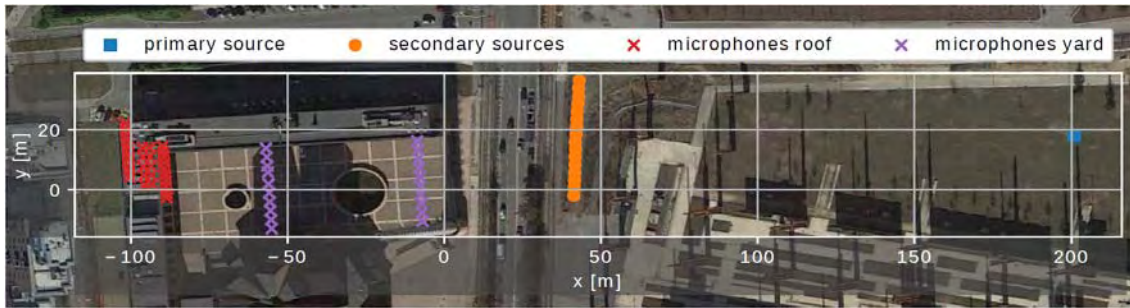 primary source secondary sources microphones roof microphones yard
20
y [m]
0
−100 −50 0 50 100 150 200
x [m]